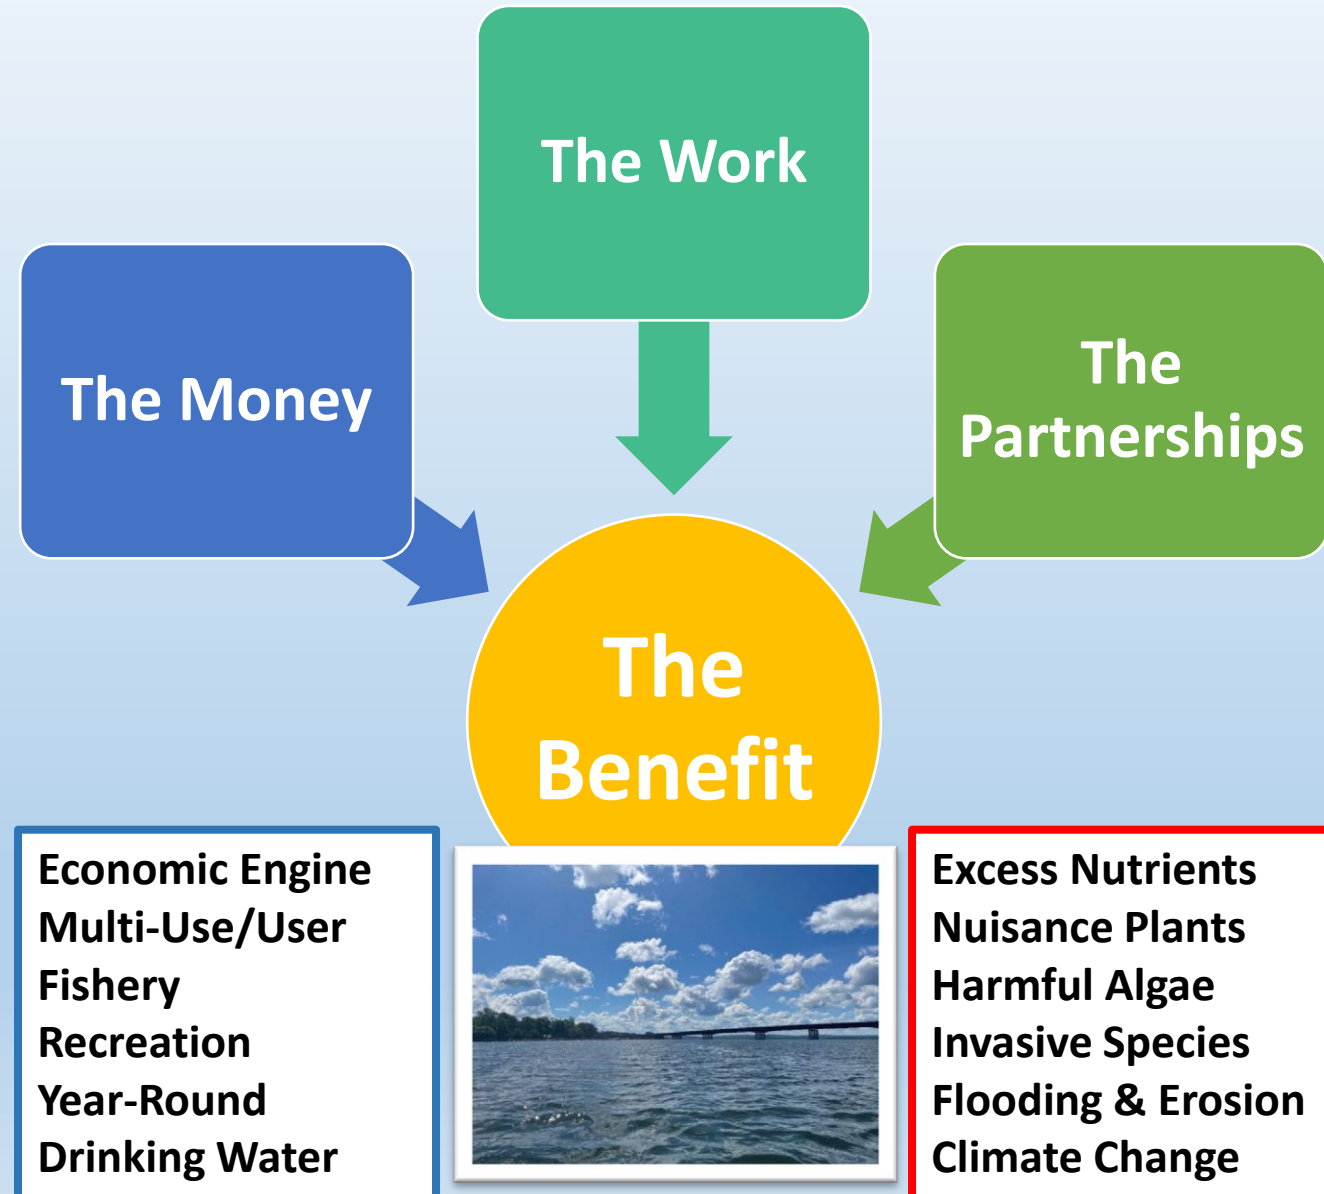 The Work
The Money
The
Partnerships
The
Benefit
Economic Engine
Multi-Use/User
Fishery
Recreation
Year-Round
Drinking Water
Excess Nutrients
Nuisance Plants
Harmful Algae
Invasive Species
Flooding & Erosion
Climate Change